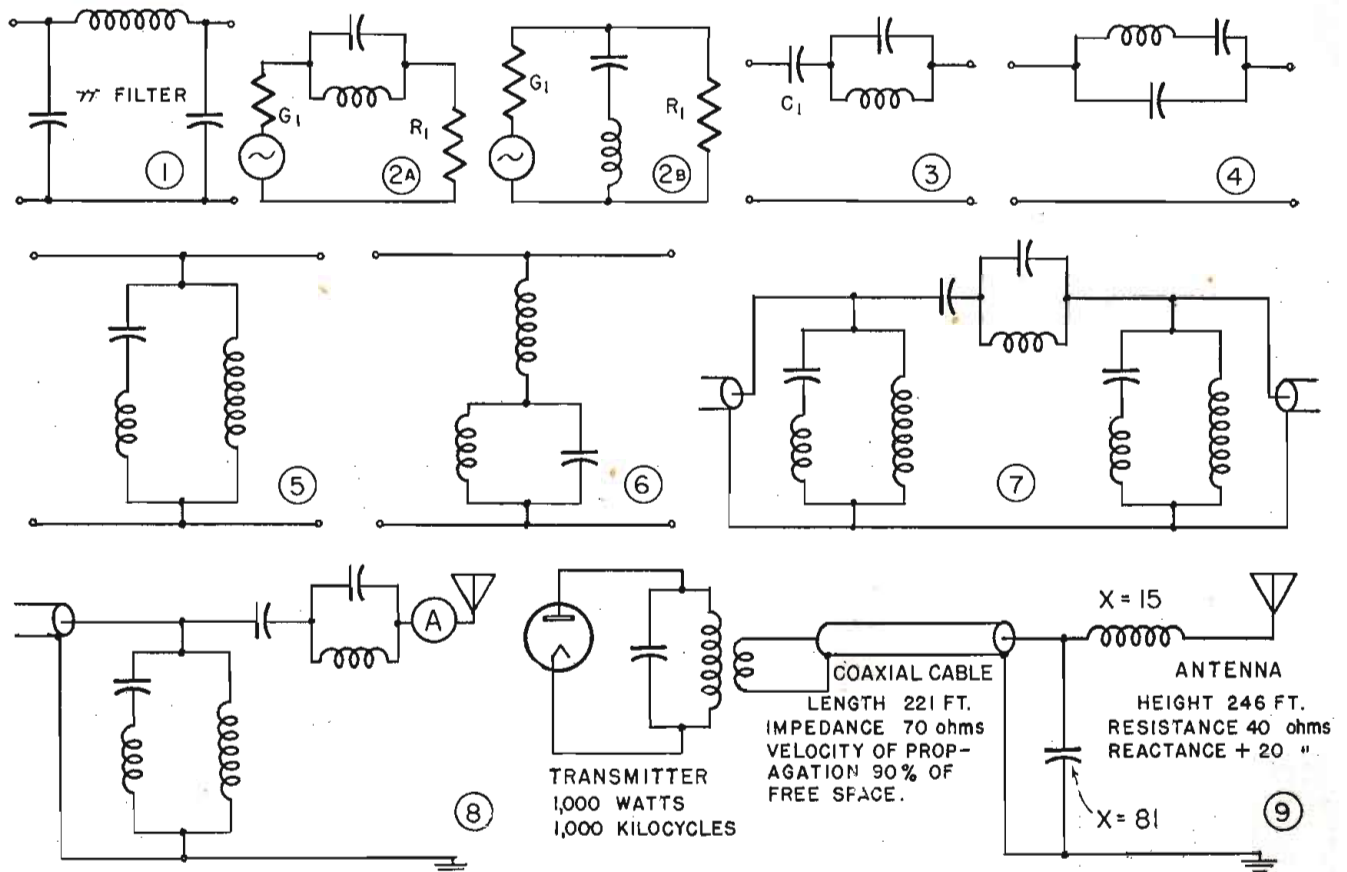 π FILTER
1
G1
R1
2A
G1
R1
2B
C1
3
4
5
6
7
A
8
TRANSMITTER
1,000 WATTS
1,000 KILOCYCLES
COAXIAL CABLE
LENGTH 221 FT.
IMPEDANCE 70 ohms
VELOCITY OF PROP-
AGATION 90% OF
FREE SPACE.
X = 15
ANTENNA
HEIGHT 246 FT.
RESISTANCE 40 ohms
REACTANCE + 20 "
X = 81
9